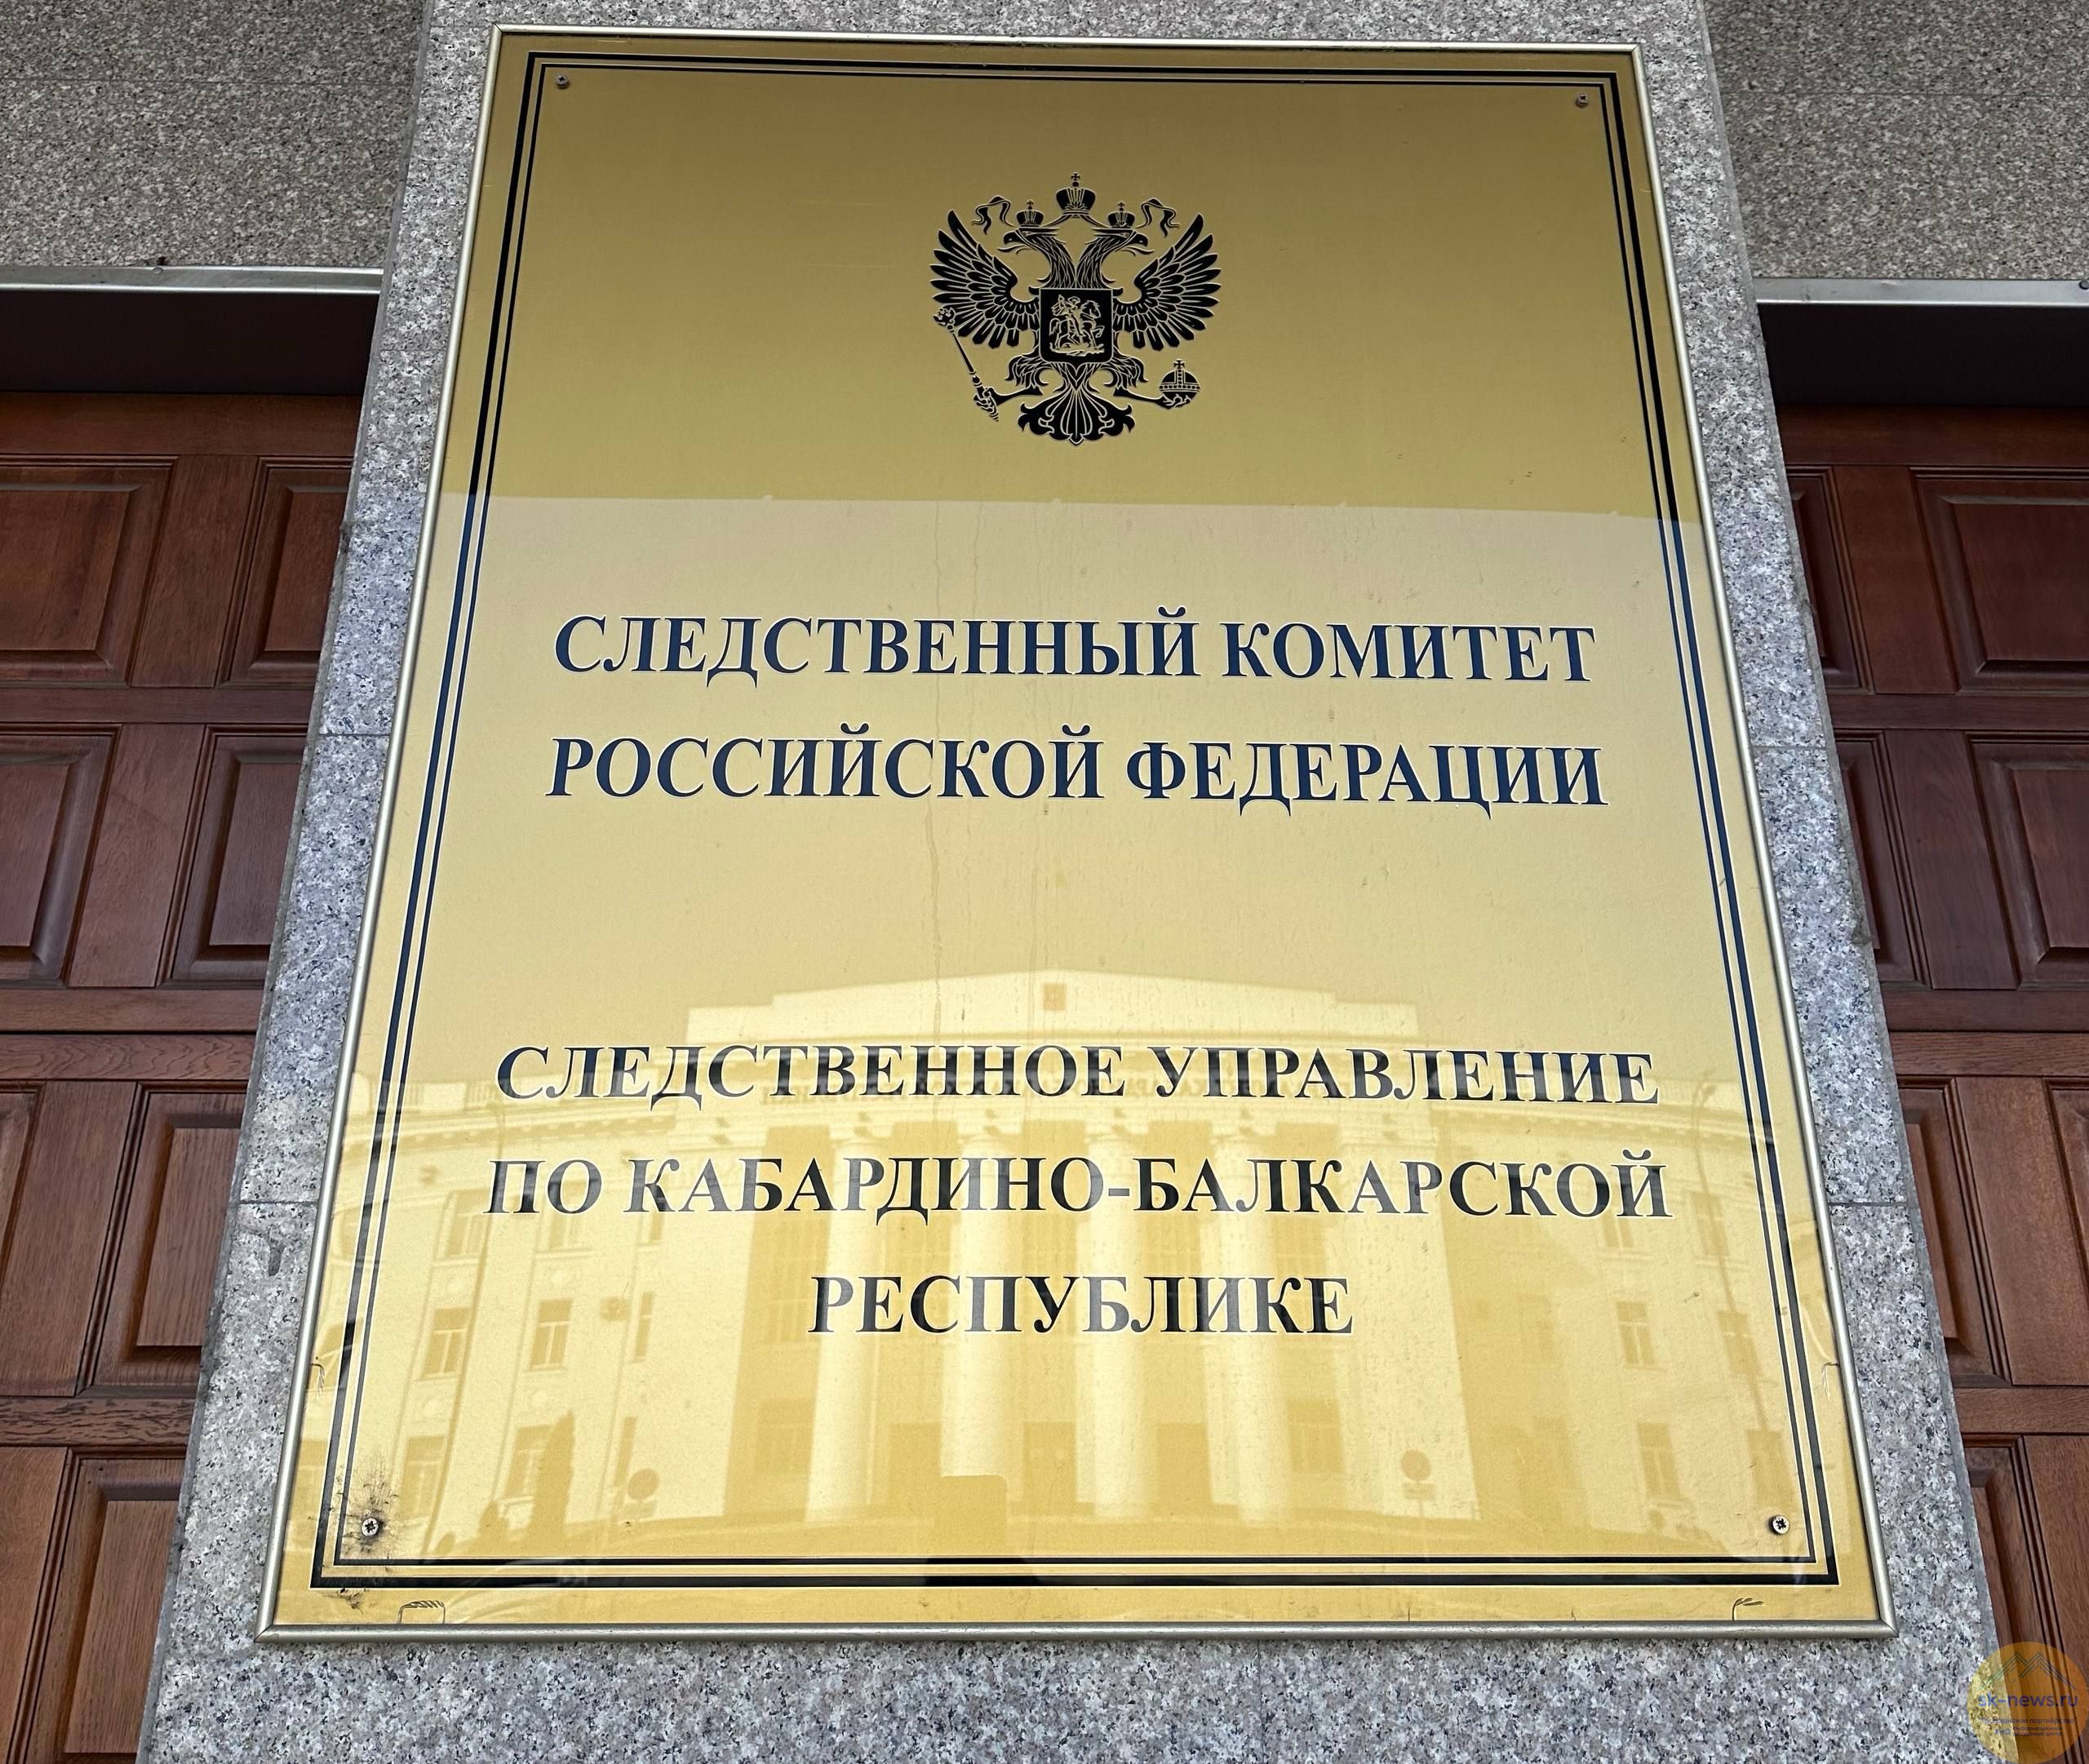 СЛЕДСТВЕННЫЙ КОМИТЕТ
РОССИЙСКОЙ ФЕДЕРАЦИИ
СЛЕДСТВЕННОЕ УПРАВЛЕНИЕ
ПО КАБАРДИНО-БАЛКАРСКОЙ
РЕСПУБЛИКЕ
sk-news.ru